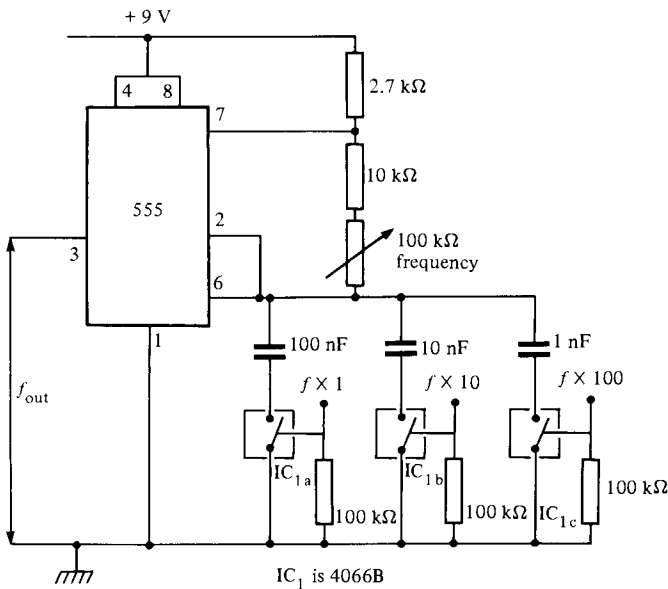 + 9 V
4 8
7
2.7 kΩ
10 kΩ
555
2
3
100 kΩ
frequency
6
1
100 nF
10 nF
1 nF
f × 1
f × 10
f × 100
f out
IC1a
IC1b
IC1c
100 kΩ
100 kΩ
100 kΩ
IC1 is 4066B